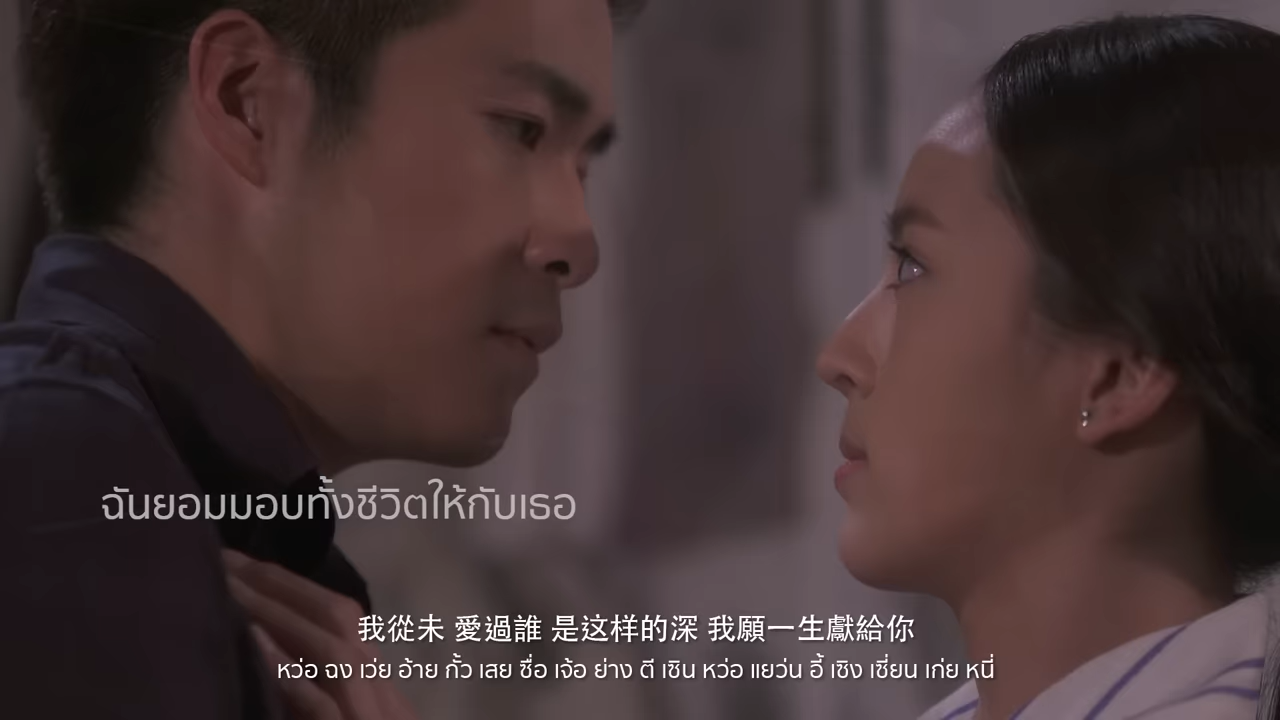 ฉันยอมมอบทั้งชีวิตให้กับเธอ
我從未 愛過誰 是这样的深 我願一生獻給你
หว่อ ฉง เว่ย อ้าย กั้ว เสย ซื่อ เจ้อ ย่าง ตี เชิน หว่อ แยว่น อี้ เชิง เซี่ยน เก่ย หนี่